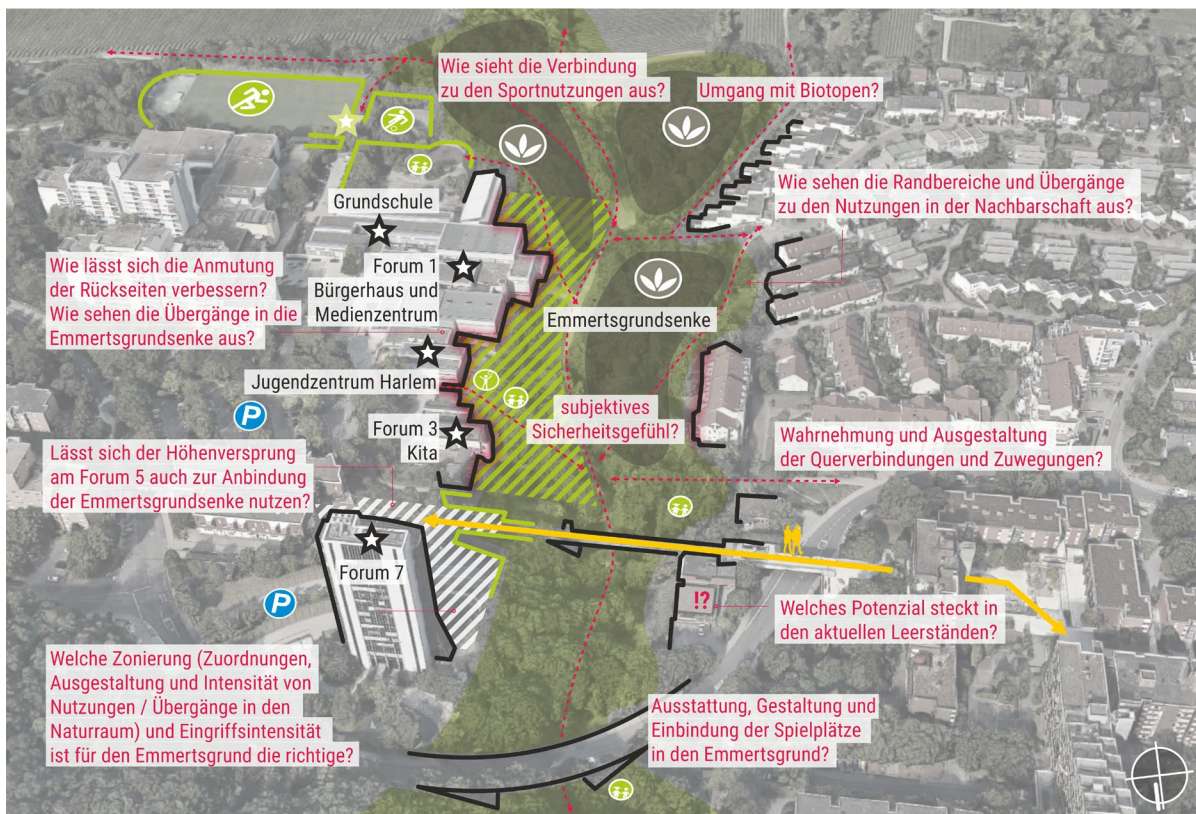 Wie sieht die Verbindung
zu den Sportnutzungen aus?
Umgang mit Biotopen?
Wie sehen die Randbereiche und Übergänge
zu den Nutzungen in der Nachbarschaft aus?
Grundschule
Forum 1
Bürgerhaus und
Medienzentrum
Wie lässt sich die Anmutung
der Rückseiten verbessern?
Wie sehen die Übergänge in die
Emmertsgrundsenke aus?
Emmertsgrundsenke
Jugendzentrum Harlem
P
Forum 3
Kita
subjektives
Sicherheitsgefühl?
Wahrnehmung und Ausgestaltung
der Querverbindungen und Zuwegungen?
Lässt sich der Höhenversprung
am Forum 5 auch zur Anbindung
der Emmertsgrundsenke nutzen?
Forum 7
P
!?
Welches Potenzial steckt in
den aktuellen Leerständen?
Welche Zonierung (Zuordnungen,
Ausgestaltung und Intensität von
Nutzungen / Übergänge in den
Naturraum) und Eingriffsintensität
ist für den Emmertsgrund die richtige?
Ausstattung, Gestaltung und
Einbindung der Spielplätze
in den Emmertsgrund?